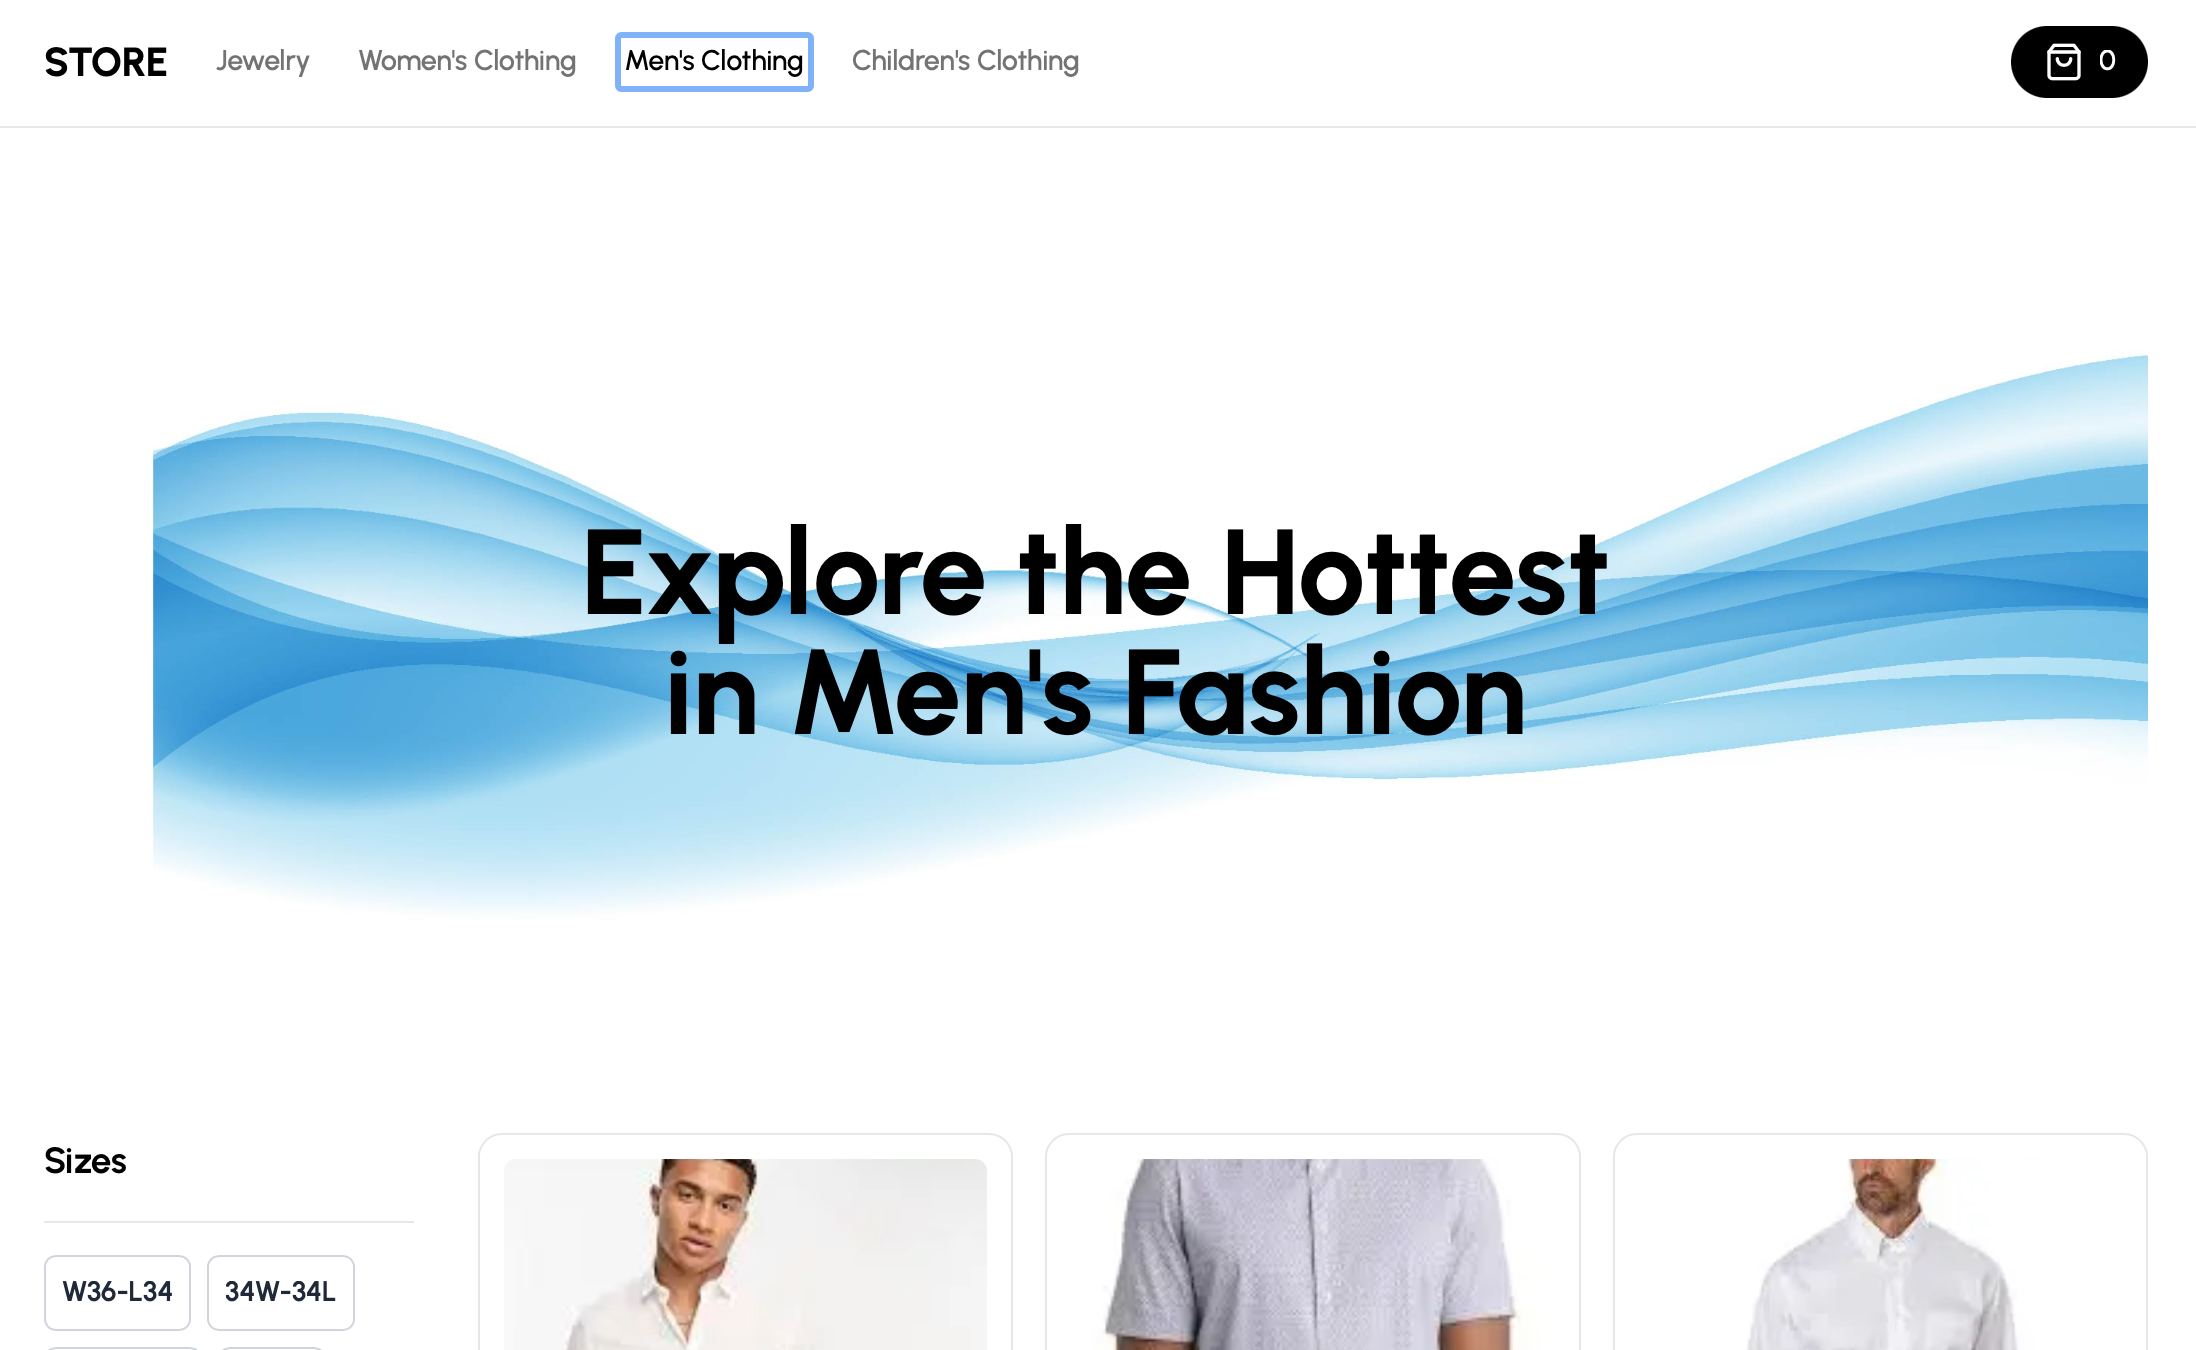 STORE
Jewelry
Women's Clothing
Men's Clothing
Children's Clothing
0
Explore the Hottest
in Men's Fashion
Sizes
W36-L34
34W-34L